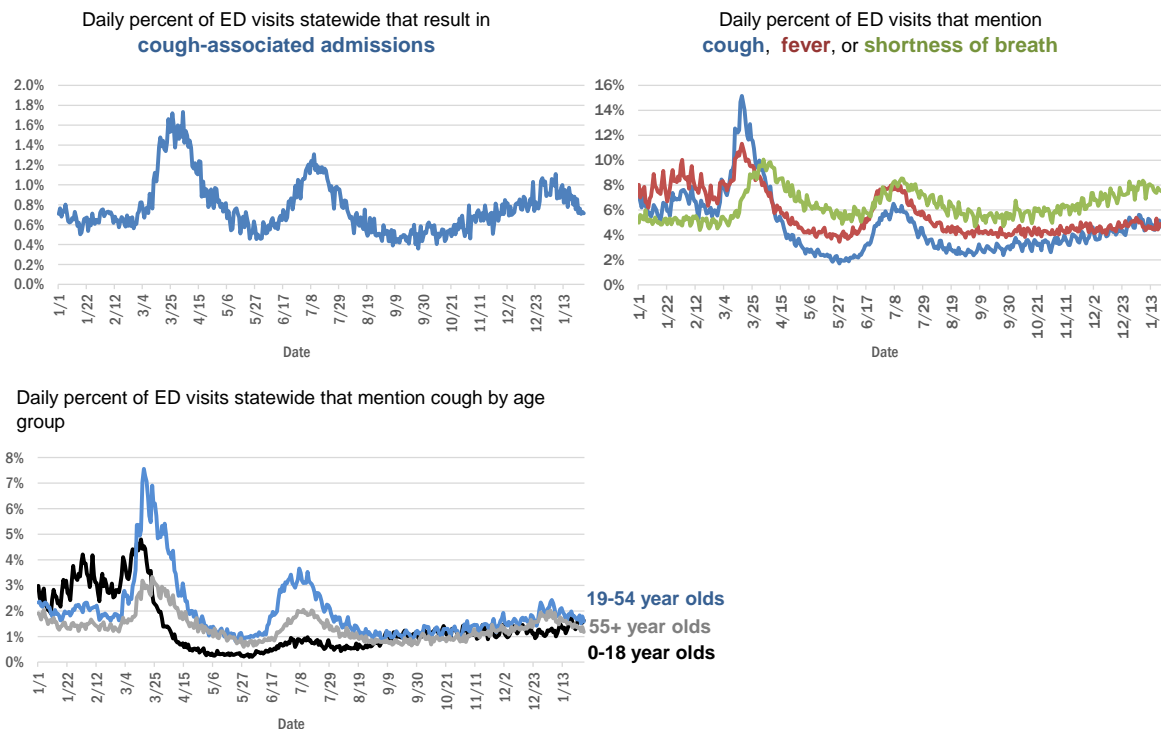 Daily percent of ED visits statewide that result in
cough-associated admissions
2.0%
1.8%
1.6%
1.4%
1.2%
1.0%
0.8%
0.6%
0.4%
0.2%
0.0%
1/1 1/22 2/12 3/4 3/25 4/15 5/6 5/27 6/17 7/8 7/29 8/19 9/9 9/30 10/21 11/11 12/2 12/23 1/13
Date
Daily percent of ED visits that mention
cough, fever, or shortness of breath
16%
14%
12%
10%
8%
6%
4%
2%
0%
1/1 1/22 2/12 3/4 3/25 4/15 5/6 5/27 6/17 7/8 7/29 8/19 9/9 9/30 10/21 11/11 12/2 12/23 1/13
Date
Daily percent of ED visits statewide that mention cough by age
group
8%
7%
6%
5%
4%
3%
2%
1%
0%
1/1 1/22 2/12 3/4 3/25 4/15 5/6 5/27 6/17 7/8 7/29 8/19 9/9 9/30 10/21 11/11 12/2 12/23 1/13
Date
19-54 year olds
55+ year olds
0-18 year olds